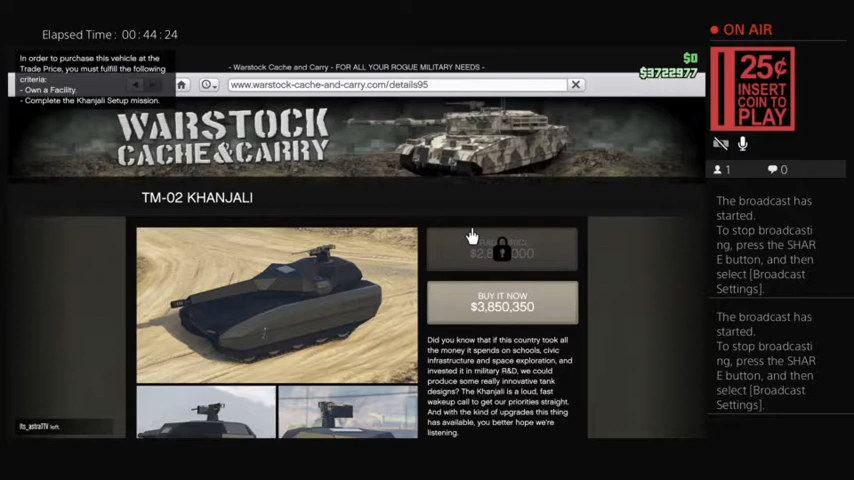 Elapsed Time : 00:44:24
ON AIR
In order to purchase this vehicle at the
Trade Price, you must fulfill the following
criteria:
- Own a Facility.
- Complete the Khanjali Setup mission.
- Warstock Cache and Carry - FOR ALL YOUR ROGUE MILITARY NEEDS -
$0
$3722977
www.warstock-cache-and-carry.com/details95
WARSTOCK
CACHE&CARRY
TM-02 KHANJALI
BUY IT NOW
$3,850,350
Did you know that if this country took all
the money it spends on schools, civic
infrastructure and space exploration, and
invested it in military R&D, we could
produce some really innovative tank
designs? The Khanjali is a loud, fast
wakeup call to get our priorities straight.
And with the kind of upgrades this thing
has available, you better hope we're
listening.
left.
25¢
INSERT
COIN TO
PLAY
1
0
The broadcast has
started.
To stop broadcasti
ng, press the SHAR
E button, and then
select [Broadcast
Settings].
The broadcast has
started.
To stop broadcasti
ng, press the SHAR
E button, and then
select [Broadcast
Settings].